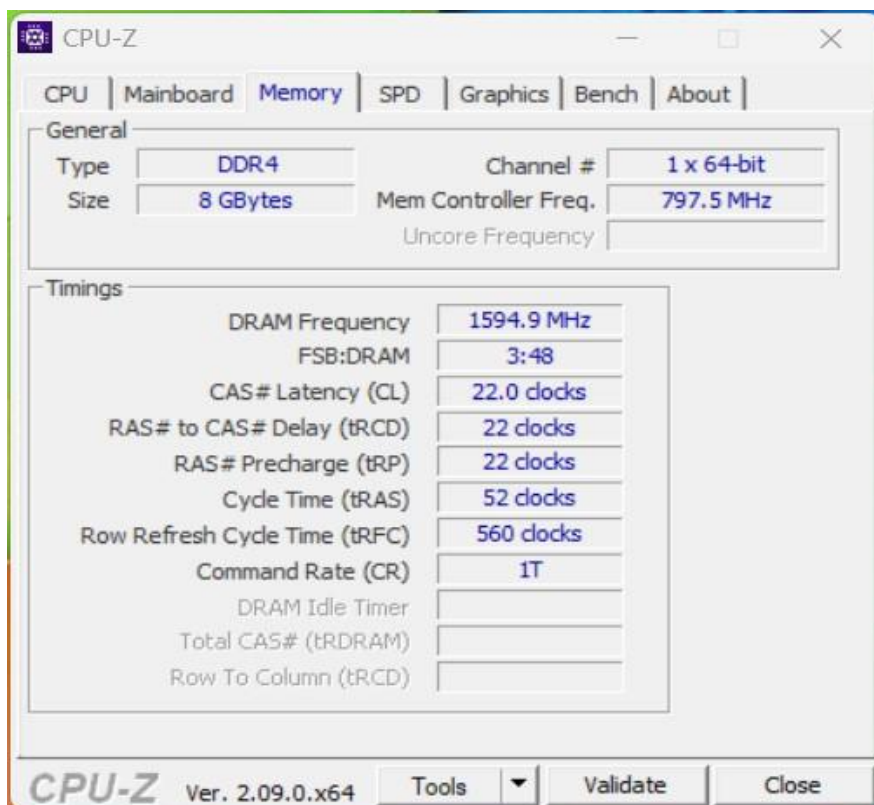 CPU-Z
CPU Mainboard Memory SPD Graphics Bench About
General
Type DDR4 Channel # 1 x 64-bit
Size 8 GBytes Mem Controller Freq. 797.5 MHz
Uncore Frequency
Timings
DRAM Frequency 1594.9 MHz
FSB:DRAM 3:48
CAS# Latency (CL) 22.0 clocks
RAS# to CAS# Delay (tRCD) 22 clocks
RAS# Precharge (tRP) 22 clocks
Cycle Time (tRAS) 52 clocks
Row Refresh Cycle Time (tRFC) 560 clocks
Command Rate (CR) 1T
DRAM Idle Timer
Total CAS# (tRDRAM)
Row To Column (tRCD)
CPU-Z Ver. 2.09.0.x64 Tools Validate Close